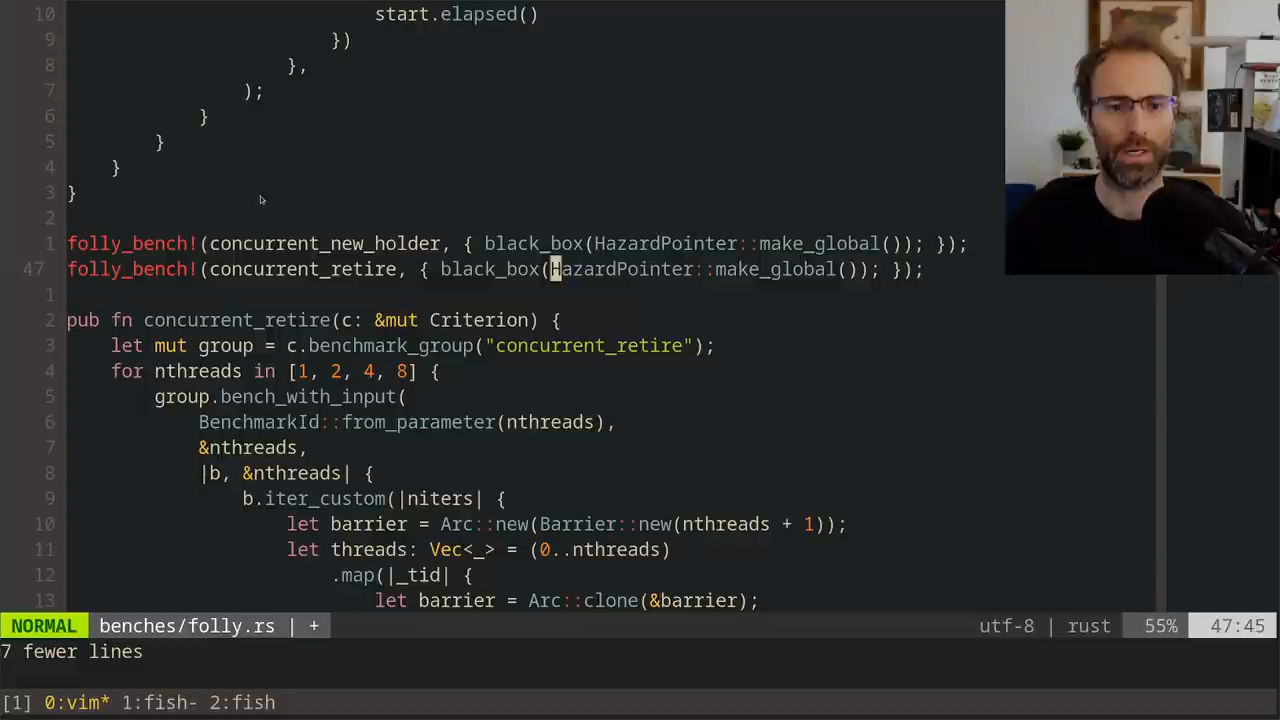 10                            start.elapsed()
9                        })
8                    },
7                );
6            }
5        }
4    }
3 }
2
1 folly_bench!(concurrent_new_holder, { black_box(HazardPointer::make_global()); });
47 folly_bench!(concurrent_retire, { black_box(HazardPointer::make_global()); });
1
2 pub fn concurrent_retire(c: &mut Criterion) {
3     let mut group = c.benchmark_group("concurrent_retire");
4     for nthreads in [1, 2, 4, 8] {
5         group.bench_with_input(
6             BenchmarkId::from_parameter(nthreads),
7             &nthreads,
8             |b, &nthreads| {
9                 b.iter_custom(|niters| {
10                     let barrier = Arc::new(Barrier::new(nthreads + 1));
11                     let threads: Vec<_> = (0..nthreads)
12                         .map(|_tid| {
13                             let barrier = Arc::clone(&barrier);
NORMAL benches/folly.rs | + utf-8 | rust 55% 47:45
7 fewer lines
[1] 0:vim* 1:fish- 2:fish